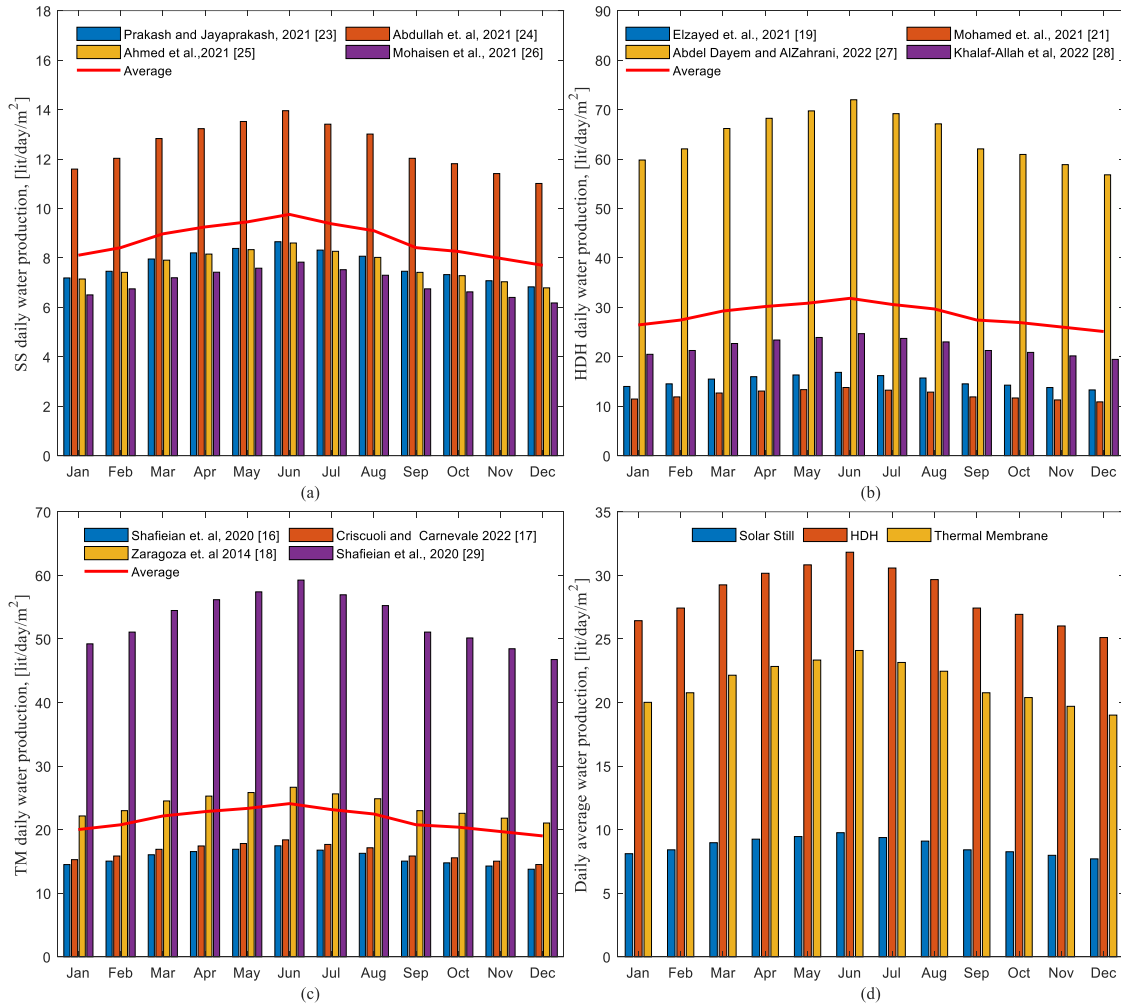 Prakash and Jayaprakash, 2021 [23]
Abdullah et. al, 2021 [24]
Ahmed et al.,2021 [25]
Mohaisen et al., 2021 [26]
Average
SS daily water production, [lit/day/m2]
18
16
14
12
10
8
6
4
2
0
Jan Feb Mar Apr May Jun Jul Aug Sep Oct Nov Dec
(a)
Elzayed et. al., 2021 [19]
Mohamed et. al., 2021 [21]
Abdel Dayem and AlZahrani, 2022 [27]
Khalaf-Allah et al, 2022 [28]
Average
HDH daily water production, [lit/day/m2]
90
80
70
60
50
40
30
20
10
0
Jan Feb Mar Apr May Jun Jul Aug Sep Oct Nov Dec
(b)
Shafieian et. al, 2020 [16]
Criscuoli and Carnevale 2022 [17]
Zaragoza et. al 2014 [18]
Shafieian et al., 2020 [29]
Average
TM daily water production, [lit/day/m2]
70
60
50
40
30
20
10
0
Jan Feb Mar Apr May Jun Jul Aug Sep Oct Nov Dec
(c)
Solar Still HDH Thermal Membrane
Daily average water production, [lit/day/m2]
35
30
25
20
15
10
5
0
Jan Feb Mar Apr May Jun Jul Aug Sep Oct Nov Dec
(d)